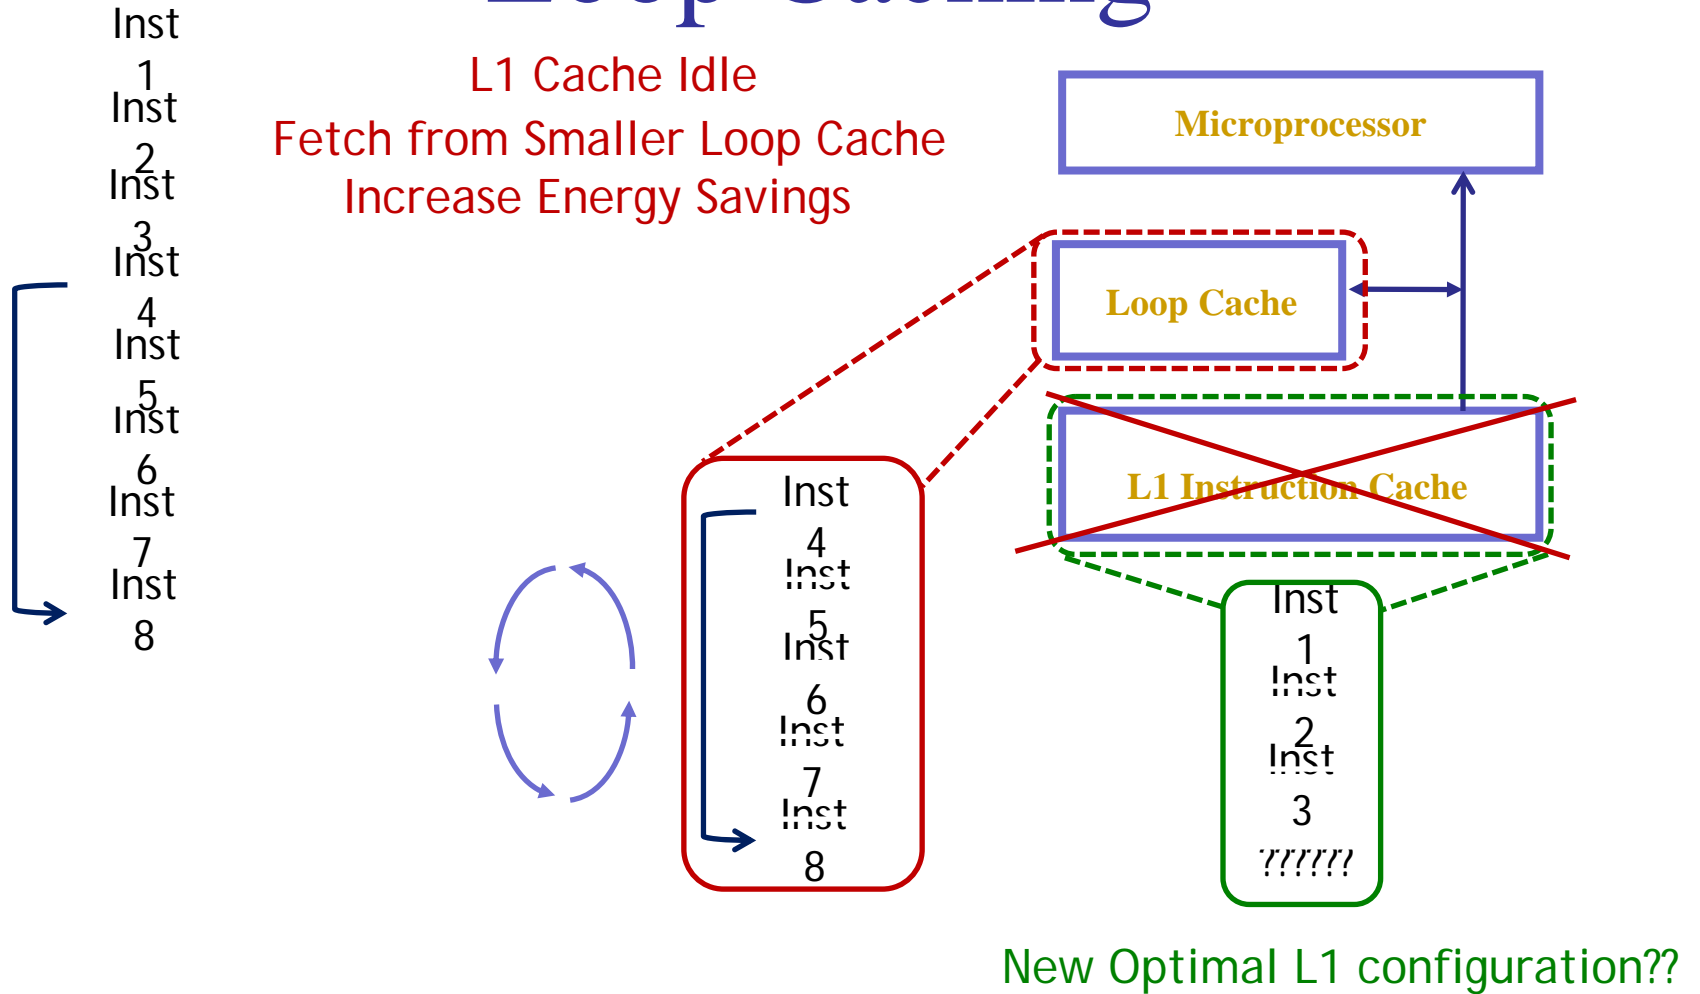 Loop Caching
Inst
1
Inst
2
Inst
3
Inst
4
Inst
5
Inst
6
Inst
7
Inst
8
L1 Cache Idle
Fetch from Smaller Loop Cache
Increase Energy Savings
Microprocessor
Loop Cache
L1 Instruction Cache
Inst
4
Inst
5
Inst
6
Inst
7
Inst
8
Inst
1
Inst
2
Inst
3
??????
New Optimal L1 configuration??